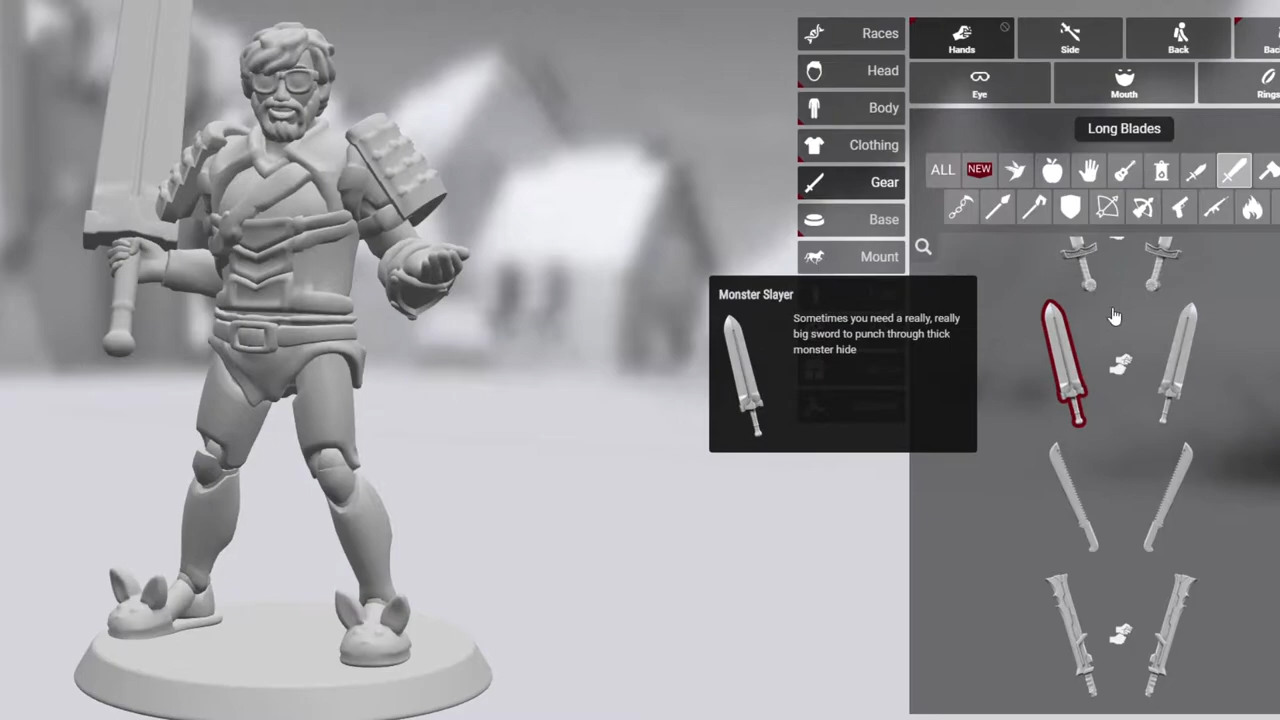 Races
Head
Body
Clothing
Gear
Base
Mount
Hands
Side
Back
Eye
Mouth
Rings
Long Blades
ALL
NEW
Monster Slayer
Sometimes you need a really, really
big sword to punch through thick
monster hide